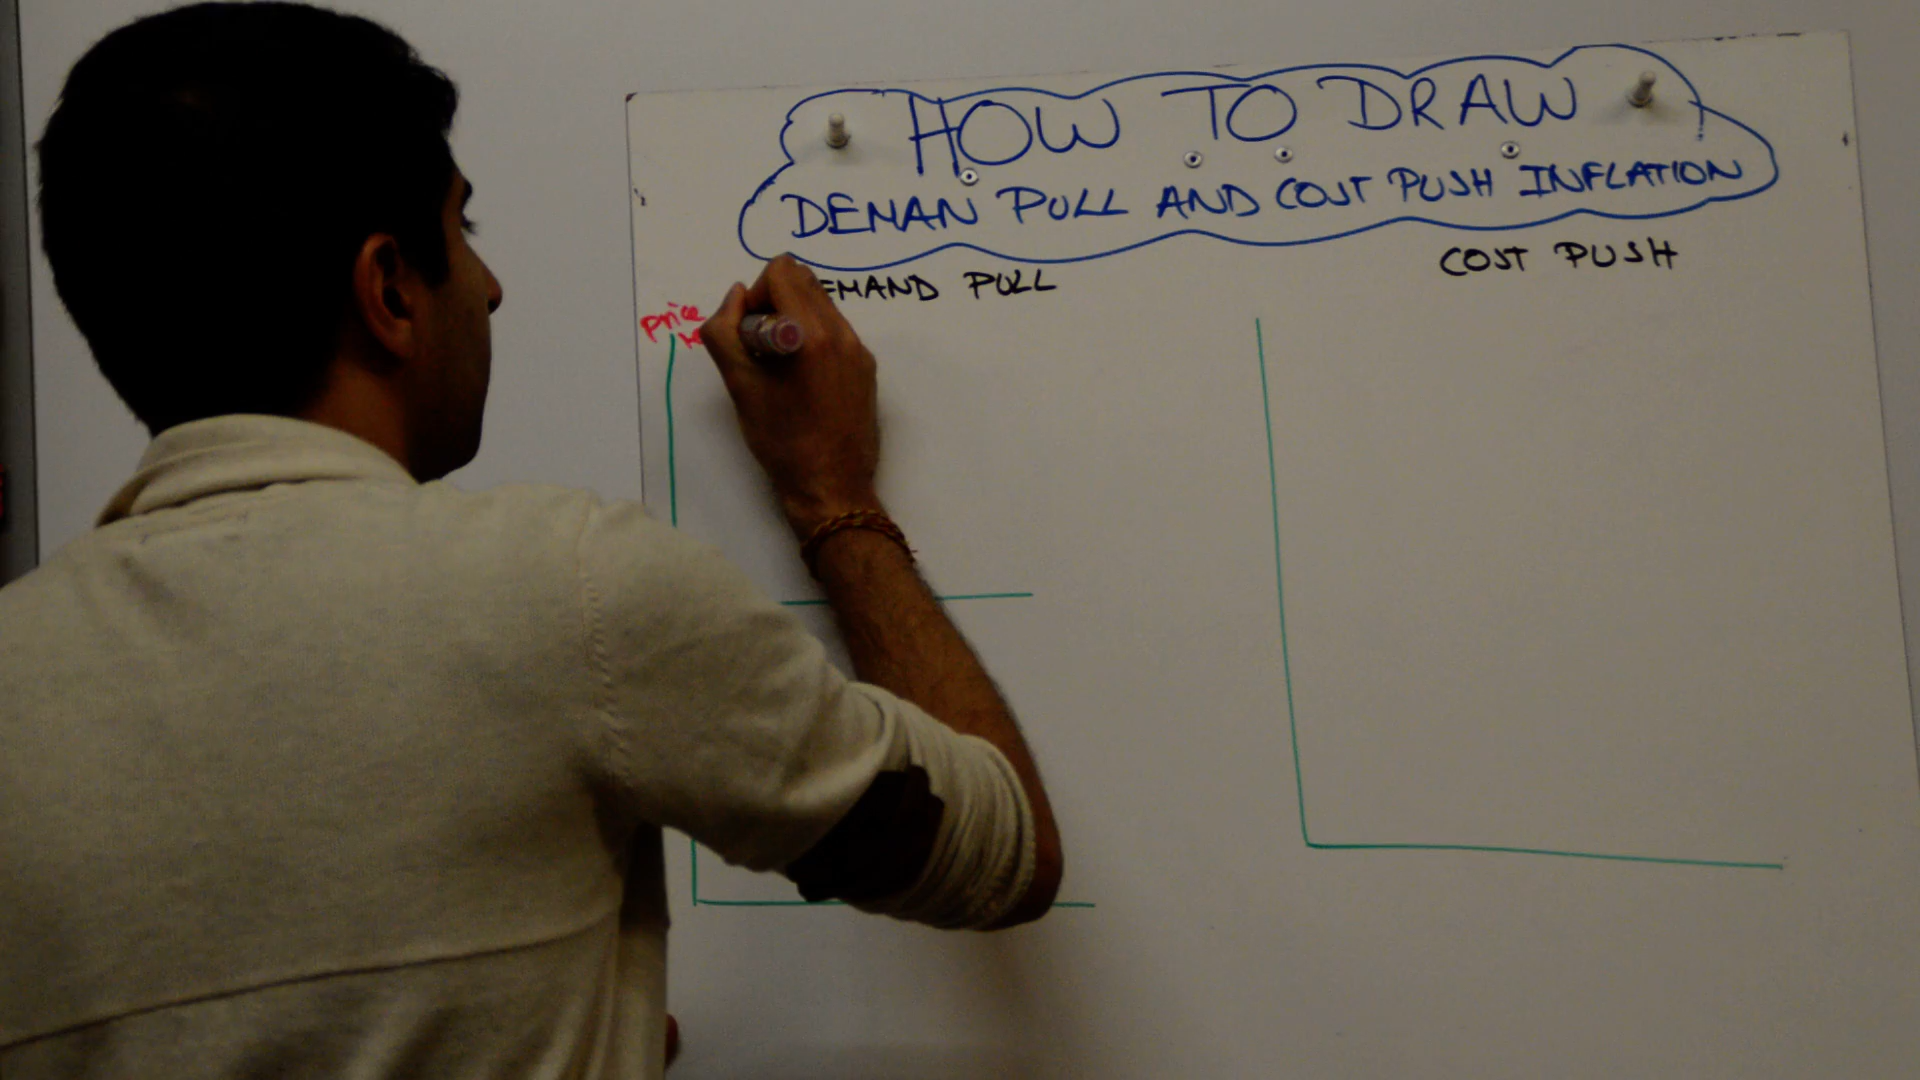 HOW TO DRAW
DEMAN PULL AND COST PUSH INFLATION
EMAND PULL
COST PUSH
price